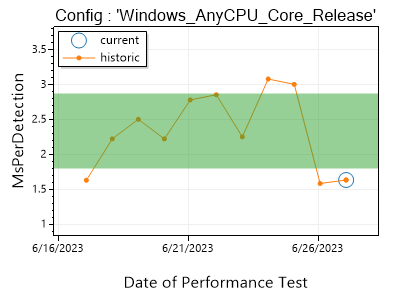 Config : 'Windows_AnyCPU_Core_Release'
current
historic
MsPerDetection
3.5
3
2.5
2
1.5
1
6/16/2023
6/21/2023
6/26/2023
Date of Performance Test